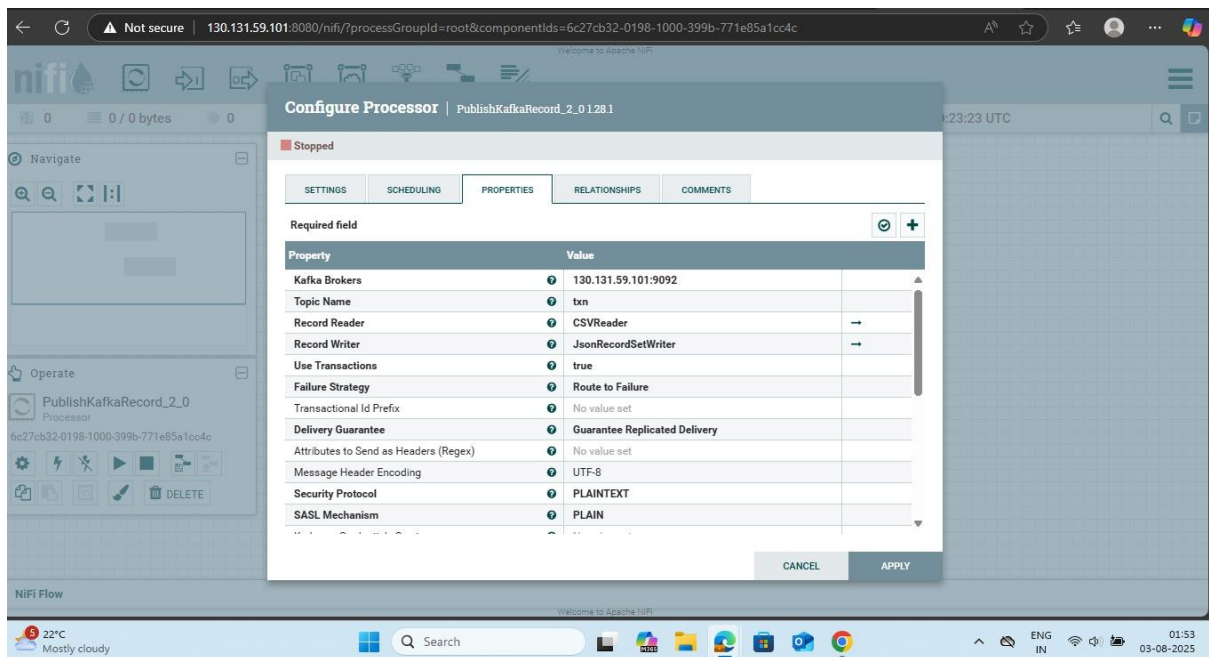 Not secure 130.131.59.101:8080/nifi/?processGroupId=root&componentIds=6c27cb32-0198-1000-399b-771e85a1cc4c
Welcome to Apache NiFi
nifi
0 0 / 0 bytes 0 :23:23 UTC
Configure Processor | PublishKafkaRecord_2_0 1.28.1
Stopped
Navigate
SETTINGS SCHEDULING PROPERTIES RELATIONSHIPS COMMENTS
Required field
Property Value
Kafka Brokers 130.131.59.101:9092
Topic Name txn
Record Reader CSVReader
Record Writer JsonRecordSetWriter
Use Transactions true
Failure Strategy Route to Failure
Transactional Id Prefix No value set
Delivery Guarantee Guarantee Replicated Delivery
Attributes to Send as Headers (Regex) No value set
Message Header Encoding UTF-8
Security Protocol PLAINTEXT
SASL Mechanism PLAIN
Operate
PublishKafkaRecord_2_0
Processor
6c27cb32-0198-1000-399b-771e85a1cc4c
DELETE
CANCEL APPLY
NiFi Flow
Welcome to Apache NiFi
5 22°C
Mostly cloudy
Search
M365
ENG
IN
01:53
03-08-2025